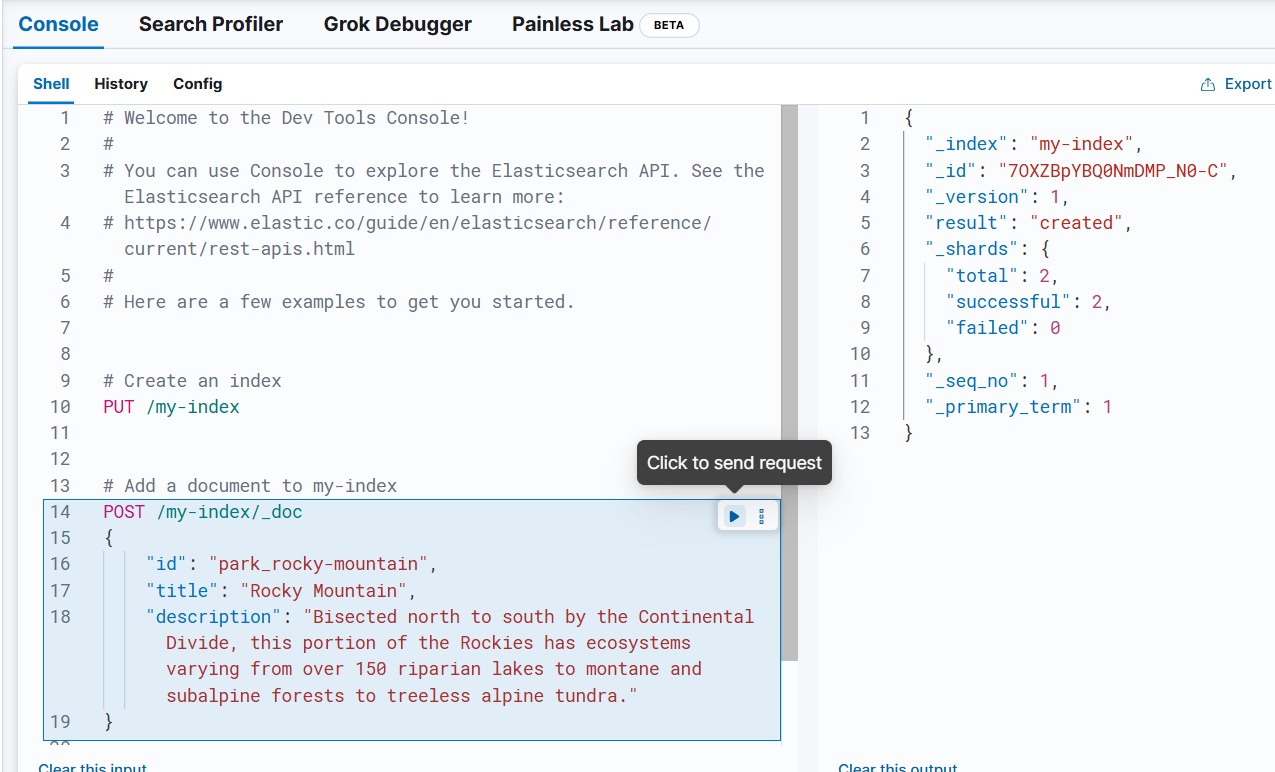 Console Search Profiler Grok Debugger Painless Lab BETA
Shell History Config Export
1 # Welcome to the Dev Tools Console!
2 #
3 # You can use Console to explore the Elasticsearch API. See the
Elasticsearch API reference to learn more:
4 # https://www.elastic.co/guide/en/elasticsearch/reference/
current/rest-apis.html
5 #
6 # Here are a few examples to get you started.
7
8
9 # Create an index
10 PUT /my-index
11
12
13 # Add a document to my-index
Click to send request
14 POST /my-index/_doc
15 {
16 "id": "park_rocky-mountain",
17 "title": "Rocky Mountain",
18 "description": "Bisected north to south by the Continental
Divide, this portion of the Rockies has ecosystems
varying from over 150 riparian lakes to montane and
subalpine forests to treeless alpine tundra."
19 }
Clear this input
1 {
2 "_index": "my-index",
3 "_id": "7OXZBpYBQ0NmDMP_N0-C",
4 "_version": 1,
5 "result": "created",
6 "_shards": {
7 "total": 2,
8 "successful": 2,
9 "failed": 0
10 },
11 "_seq_no": 1,
12 "_primary_term": 1
13 }
Clear this output